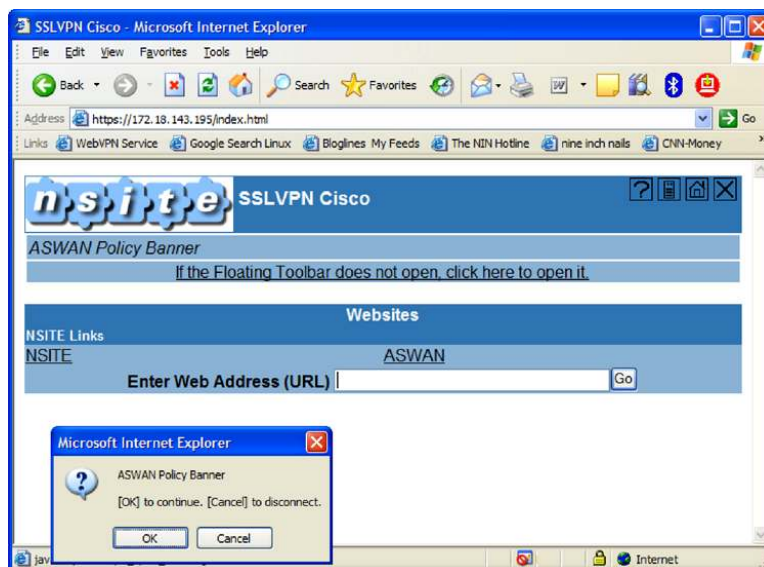 SSLVPN Cisco - Microsoft Internet Explorer
File Edit View Favorites Tools Help
Back Search Favorites
Address https://172.18.143.195/index.html Go
Links WebVPN Service Google Search Linux Bloglines My Feeds The NIN Hotline nine inch nails CNN-Money »
nsite SSLVPN Cisco
ASWAN Policy Banner
If the Floating Toolbar does not open, click here to open it.
Websites
NSITE Links
NSITE ASWAN
Enter Web Address (URL) Go
Microsoft Internet Explorer
ASWAN Policy Banner
[OK] to continue. [Cancel] to disconnect.
OK Cancel
Internet